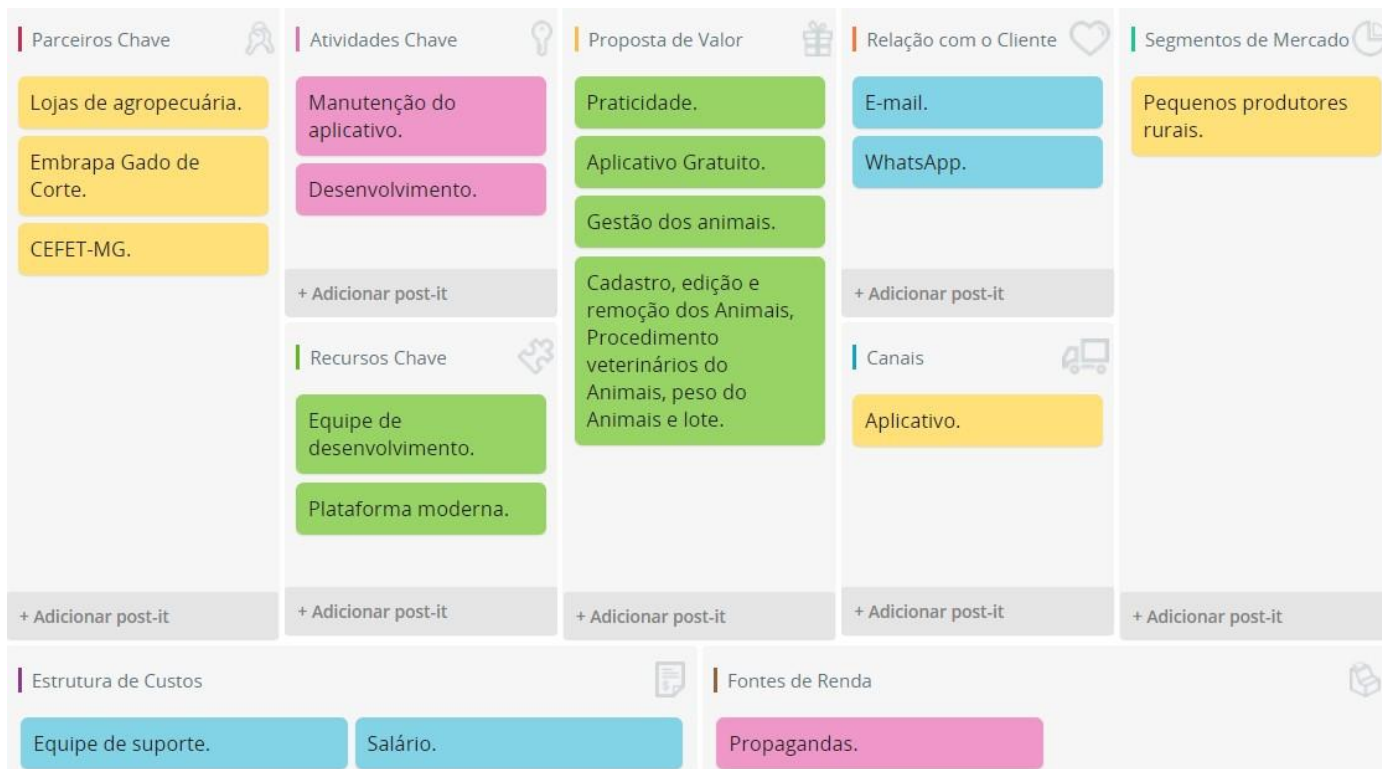 Parceiros Chave
Lojas de agropecuária.
Embrapa Gado de
Corte.
CEFET-MG.
+ Adicionar post-it
Atividades Chave
Manutenção do
aplicativo.
Desenvolvimento.
+ Adicionar post-it
Recursos Chave
Equipe de
desenvolvimento.
Plataforma moderna.
+ Adicionar post-it
Proposta de Valor
Praticidade.
Aplicativo Gratuito.
Gestão dos animais.
Cadastro, edição e
remoção dos Animais,
Procedimento
veterinários do
Animais, peso do
Animais e lote.
+ Adicionar post-it
Relação com o Cliente
E-mail.
WhatsApp.
+ Adicionar post-it
Canais
Aplicativo.
+ Adicionar post-it
Segmentos de Mercado
Pequenos produtores
rurais.
+ Adicionar post-it
Estrutura de Custos
Equipe de suporte.
Salário.
Fontes de Renda
Propagandas.